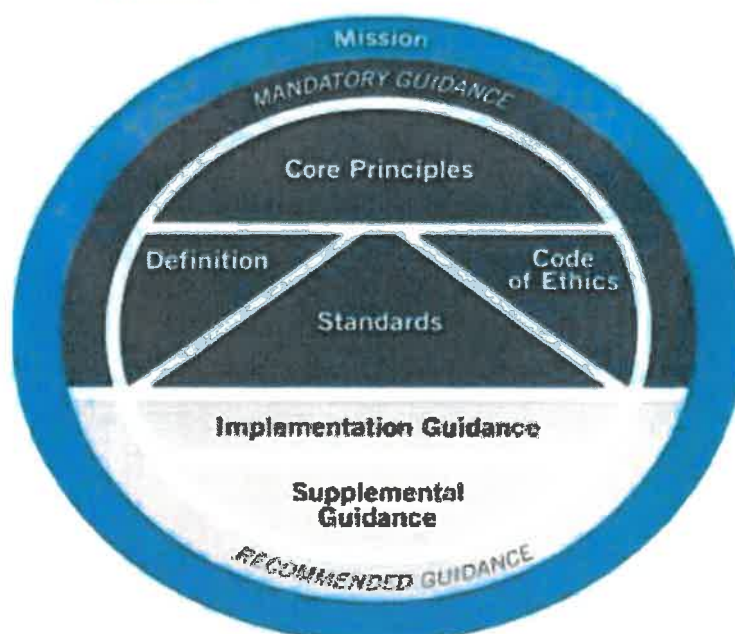 Mission
MANDATORY GUIDANCE
Core Principles
Definition
Code
of Ethics
Standards
Implementation Guidance
Supplemental
Guidance
RECOMMENDED GUIDANCE